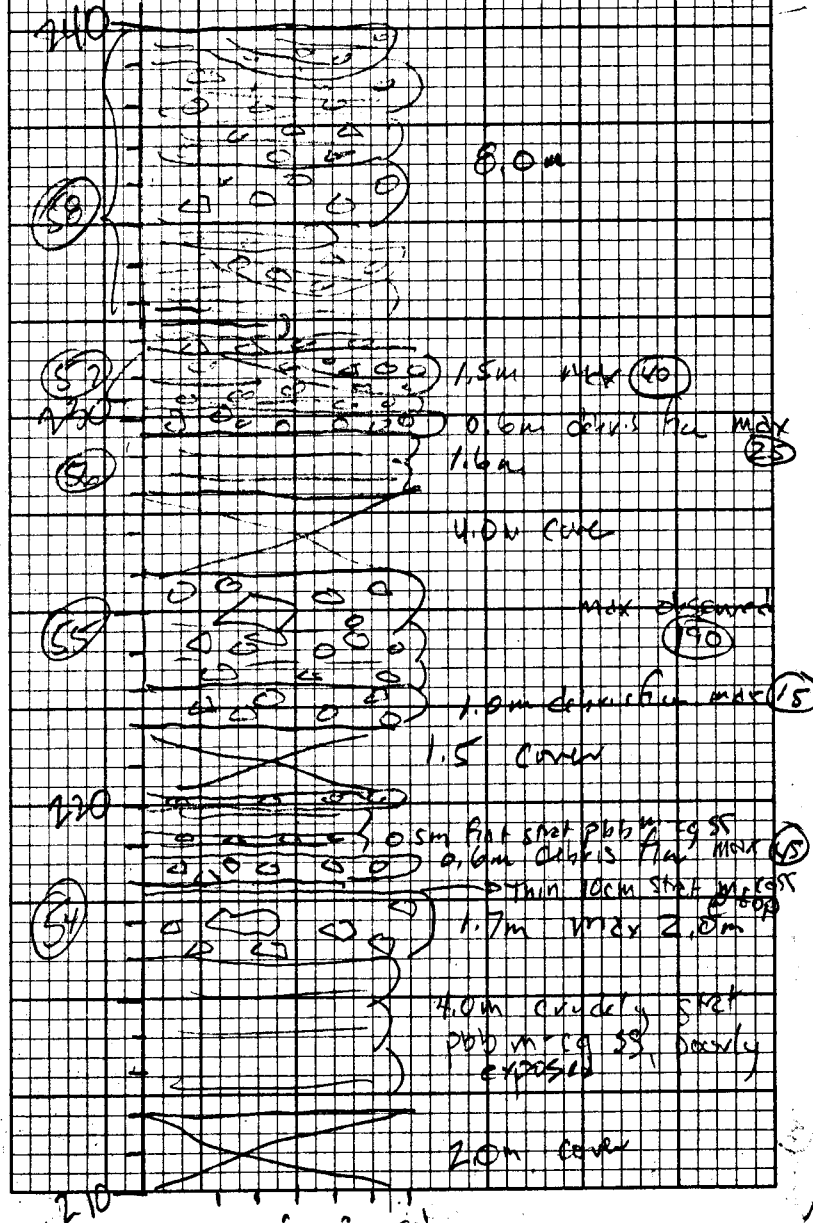 240
8.0m
58
57
1.5m max 40
230
0.6m debris flow max
25
56
1.6m
4.0m cover
max observed
190
55
1.0m debris flow max 15
1.5 cover
220
0.5m strat pbb m-cg ss
0.6m debris flow max 45
Thin 10cm strat m-cg ss
@ top
54
1.7m max 2.0m
4.0m crudely strat
pbb m-cg ss, poorly
exposed
2.0m cover
210